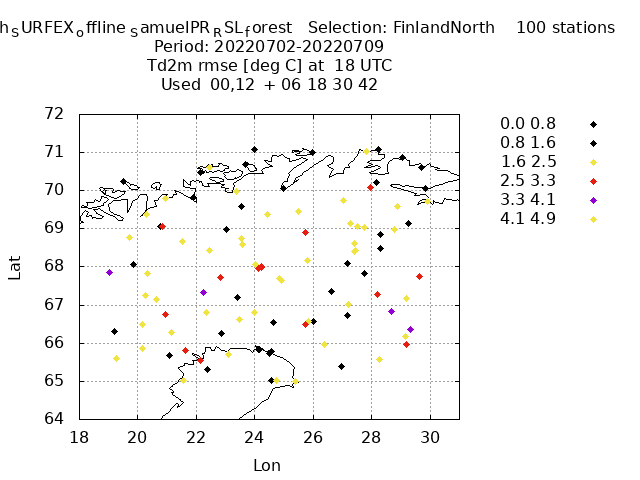 hSURFEXoffline SamuelPRRSLforest Selection: FinlandNorth 100 stations
Period: 20220702-20220709
Td2m rmse [deg C] at 18 UTC
Used 00,12 + 06 18 30 42
72
71
70
69
68
67
66
65
64
Lat
18 20 22 24 26 28 30
Lon
0.0 0.8
0.8 1.6
1.6 2.5
2.5 3.3
3.3 4.1
4.1 4.9